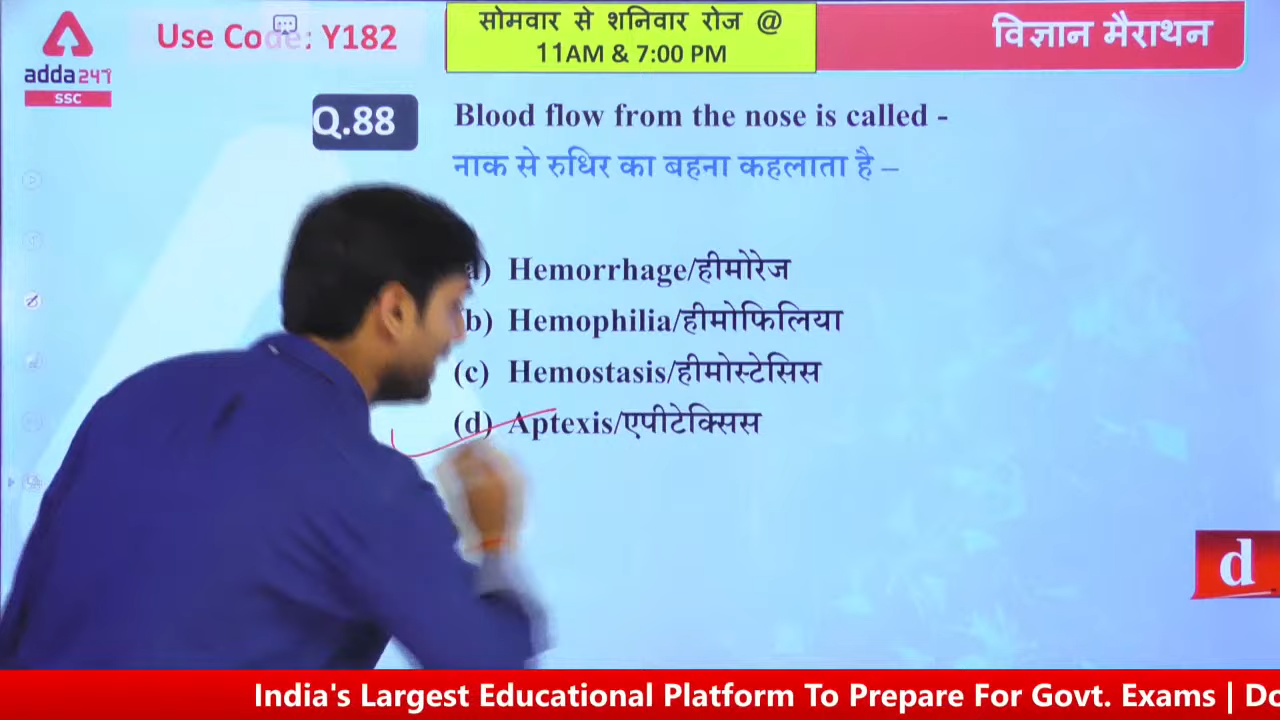 Use Code: Y182
सोमवार से शनिवार रोज @
11AM & 7:00 PM
विज्ञान मैराथन
adda247
SSC
Q.88
Blood flow from the nose is called -
नाक से रुधिर का बहना कहलाता है –
a) Hemorrhage/हीमोरेज
b) Hemophilia/हीमोफिलिया
(c) Hemostasis/हीमोस्टेसिस
(d) Aptexis/एपीटेक्सिस
d
India's Largest Educational Platform To Prepare For Govt. Exams | Do